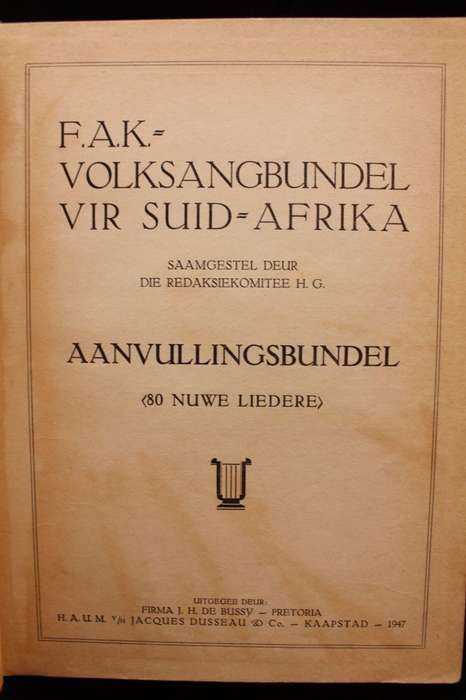 F.A.K.=
VOLKSANGBUNDEL
VIR SUID=AFRIKA
SAAMGESTEL DEUR
DIE REDAKSIEKOMITEE H. G.
AANVULLINGSBUNDEL
(80 NUWE LIEDERE)
UITGEGEE DEUR:
FIRMA J. H. DE BUSSY — PRETORIA
H. A. U. M. V/H JACQUES DUSSEAU & Co. — KAAPSTAD — 1947